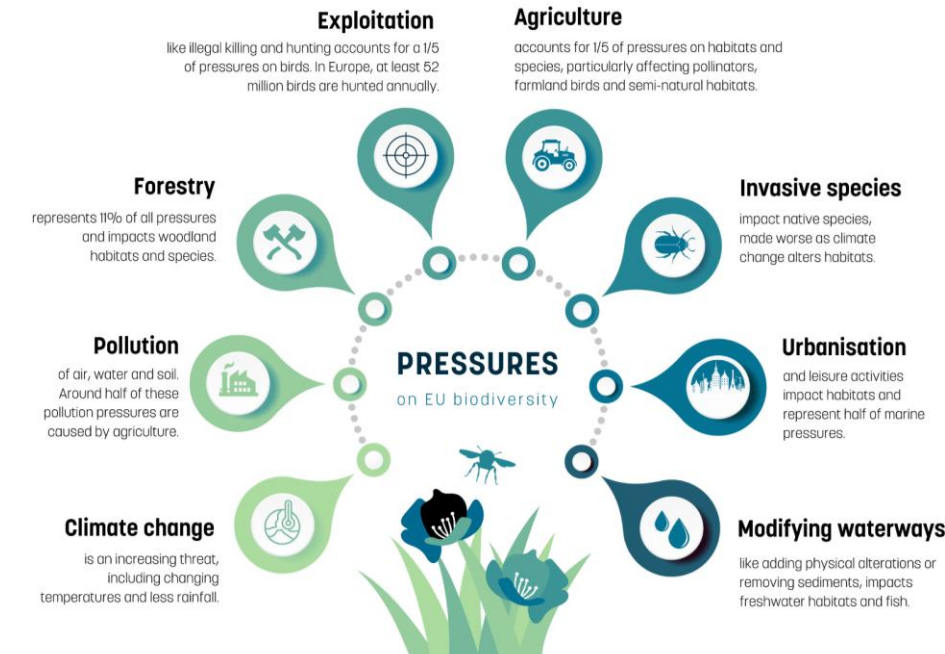 Exploitation
like illegal killing and hunting accounts for a 1/5
of pressures on birds. In Europe, at least 52
million birds are hunted annually.
Agriculture
accounts for 1/5 of pressures on habitats and
species, particularly affecting pollinators,
farmland birds and semi-natural habitats.
Forestry
represents 11% of all pressures
and impacts woodland
habitats and species.
Invasive species
impact native species,
made worse as climate
change alters habitats.
Pollution
of air, water and soil.
Around half of these
pollution pressures are
caused by agriculture.
PRESSURES
on EU biodiversity
Urbanisation
and leisure activities
impact habitats and
represent half of marine
pressures.
Climate change
is an increasing threat,
including changing
temperatures and less rainfall.
Modifying waterways
like adding physical alterations or
removing sediments, impacts
freshwater habitats and fish.